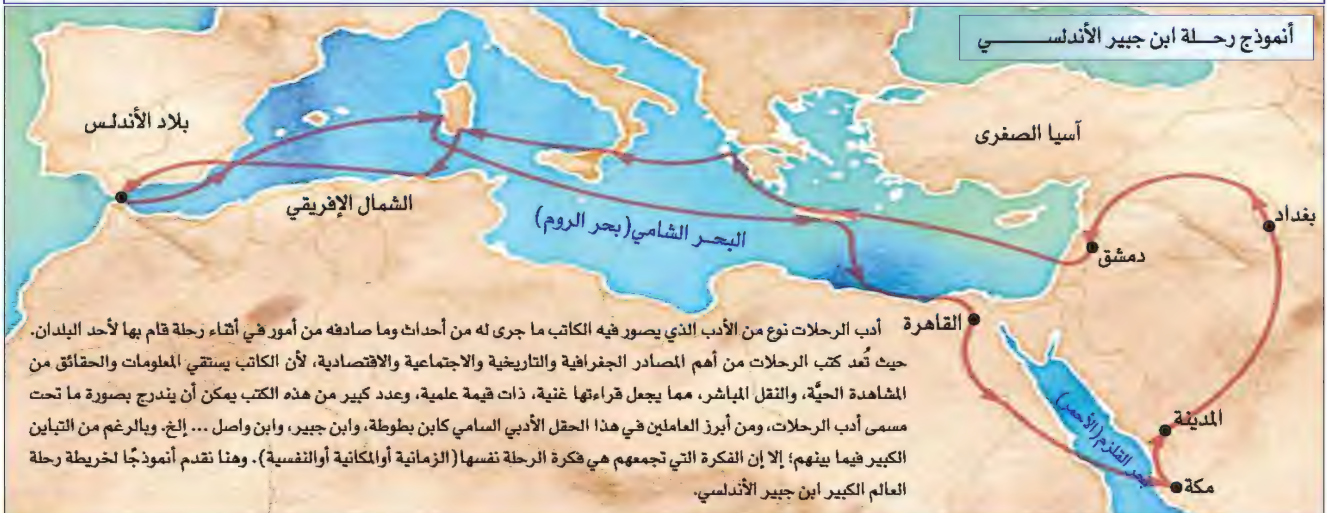 أنموذج رحلة ابن جبير الأندلسي
بلاد الأندلس
آسيا الصغرى
الشمال الإفريقي
البحر الشامي (بحر الروم)
بغداد
دمشق
القاهرة
المدينة
بحر القلزم (الأحمر)
مكة
أدب الرحلات نوع من الأدب الذي يصور فيه الكاتب ما جرى له من أحداث وما صادفه من أمور في أثناء رحلة قام بها لأحد البلدان.
حيث تُعد كتب الرحلات من أهم المصادر الجغرافية والتاريخية والاجتماعية والاقتصادية، لأن الكاتب يستقي المعلومات والحقائق من
المشاهدة الحيَّة، والنقل المباشر، مما يجعل قراءتها غنية، ذات قيمة علمية، وعدد كبير من هذه الكتب يمكن أن يندرج بصورة ما تحت
مسمى أدب الرحلات، ومن أبرز العاملين في هذا الحقل الأدبي السامي كابن بطوطة، وابن جبير، وابن واصل ... إلخ. وبالرغم من التباين
الكبير فيما بينهم؛ إلا إن الفكرة التي تجمعهم هي فكرة الرحلة نفسها (الزمانية أوالمكانية أوالنفسية). وهنا نقدم أنموذجًا لخريطة رحلة
العالم الكبير ابن جبير الأندلسي.